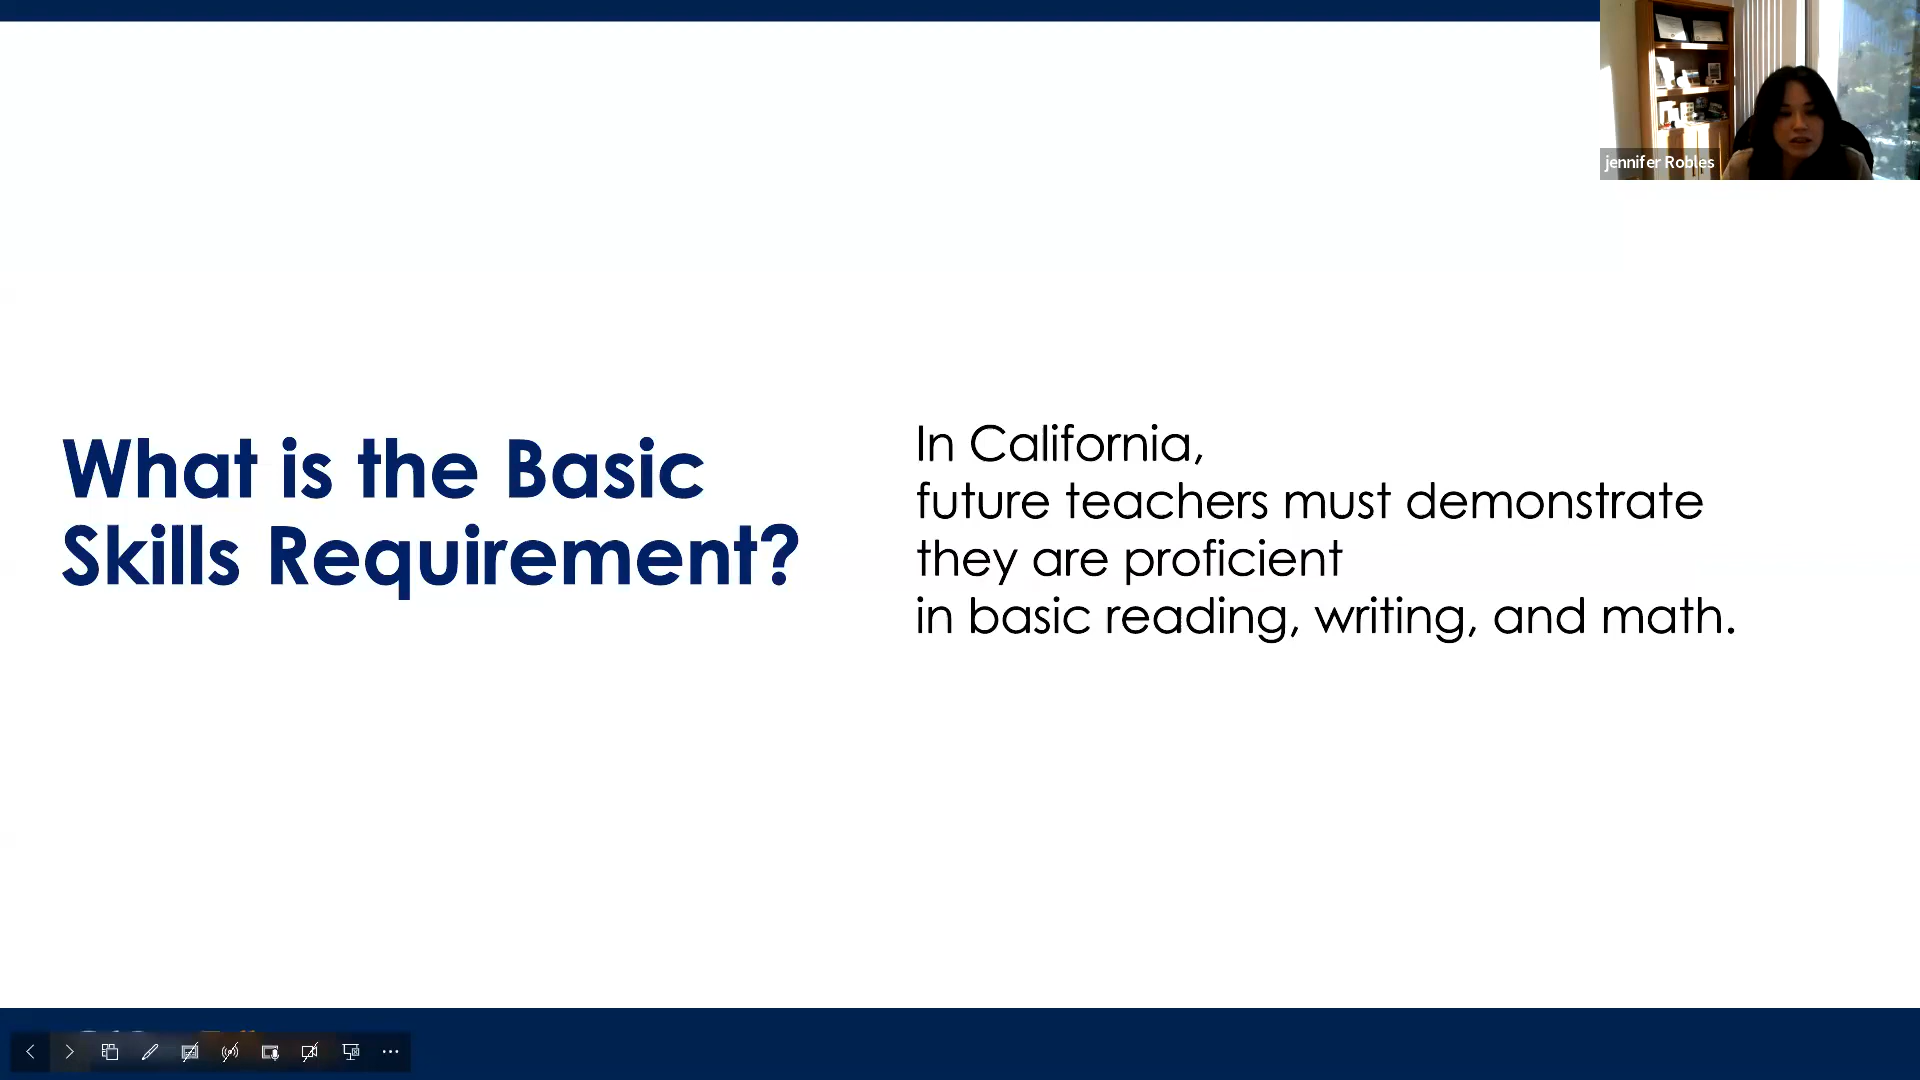 jennifer Robles
What is the Basic
Skills Requirement?
In California,
future teachers must demonstrate
they are proficient
in basic reading, writing, and math.